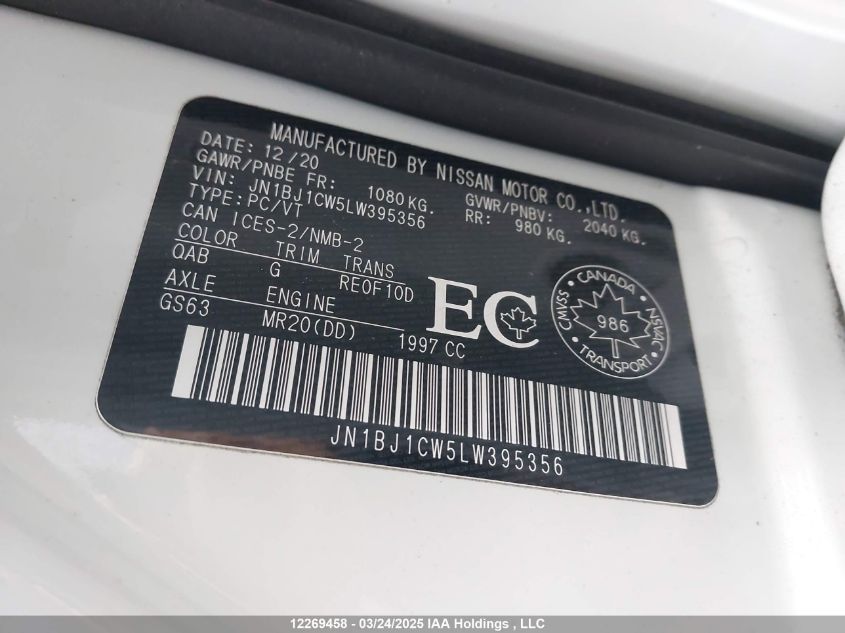 MANUFACTURED BY NISSAN MOTOR CO.,LTD.
DATE: 12/20
GAWR/PNBE FR: 1080 KG. GVWR/PNBV: 2040 KG.
RR: 980 KG.
VIN: JN1BJ1CW5LW395356
TYPE: PC/VT
CAN ICES-2/NMB-2
COLOR TRIM TRANS
QAB G RE0F10D
AXLE ENGINE
GS63 MR20(DD) 1997 CC
EC
CANADA
CMVSS 986 NSVAC
TRANSPORT
JN1BJ1CW5LW395356
12269458 - 03/24/2025 IAA Holdings , LLC